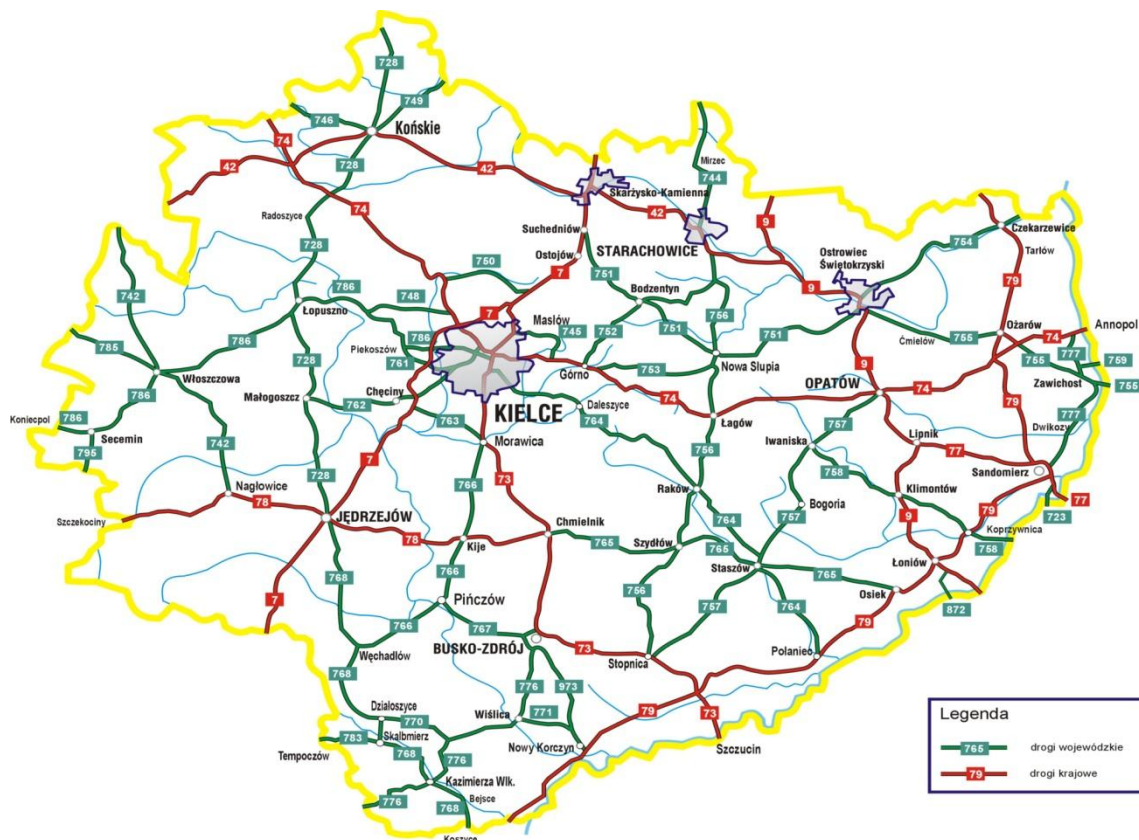 728
749
746
Końskie
74
42
42
728
74
Radoszyce
728
Mirzec
744
Skarżysko-Kamienna
42
9
Suchedniów
Ostojów
STARACHOWICE
7
750
751
Bodzentyn
Ostrowiec
Świętokrzyski
9
754
Czekarzewice
Tarłów
79
742
786
748
Łopuszno
7
Masłów
745
752
751
756
751
Ćmielów
755
Ożarów
74
Annopol
785
786
Piekoszów
786
761
Górno
753
Nowa Slupia
755
777
759
Zawichost
755
Włoszczowa
728
786
Małogoszcz
762
Chęciny
KIELCE
Daleszyce
74
9
OPATÓW
74
79
777
Dwikozy
Koniecpol
786
Secemin
795
742
763
Morawica
764
Łagów
756
Iwaniska
757
Lipnik
77
Sandomierz
728
7
766
73
Raków
758
Klimontów
79
77
723
Nagłowice
78
Szczekociny
JĘDRZEJÓW
764
757
Bogoria
9
Koprzywnica
758
78
Kije
Chmielnik
765
Szydłów
765
Staszów
765
Łoniów
768
766
756
757
764
Osiek
872
7
Pińczów
79
766
767
BUSKO-ZDRÓJ
73
Stopnica
Polaniec
Węchadlów
768
776
973
79
73
Szczucin
Działoszyce
770
Wiślica
771
Skalbmierz
Nowy Korczyn
783
768
Tempoczów
776
Kazimierza Wlk.
776
768
Bejsce
Koszyce
Legenda
765 drogi wojewódzkie
79 drogi krajowe